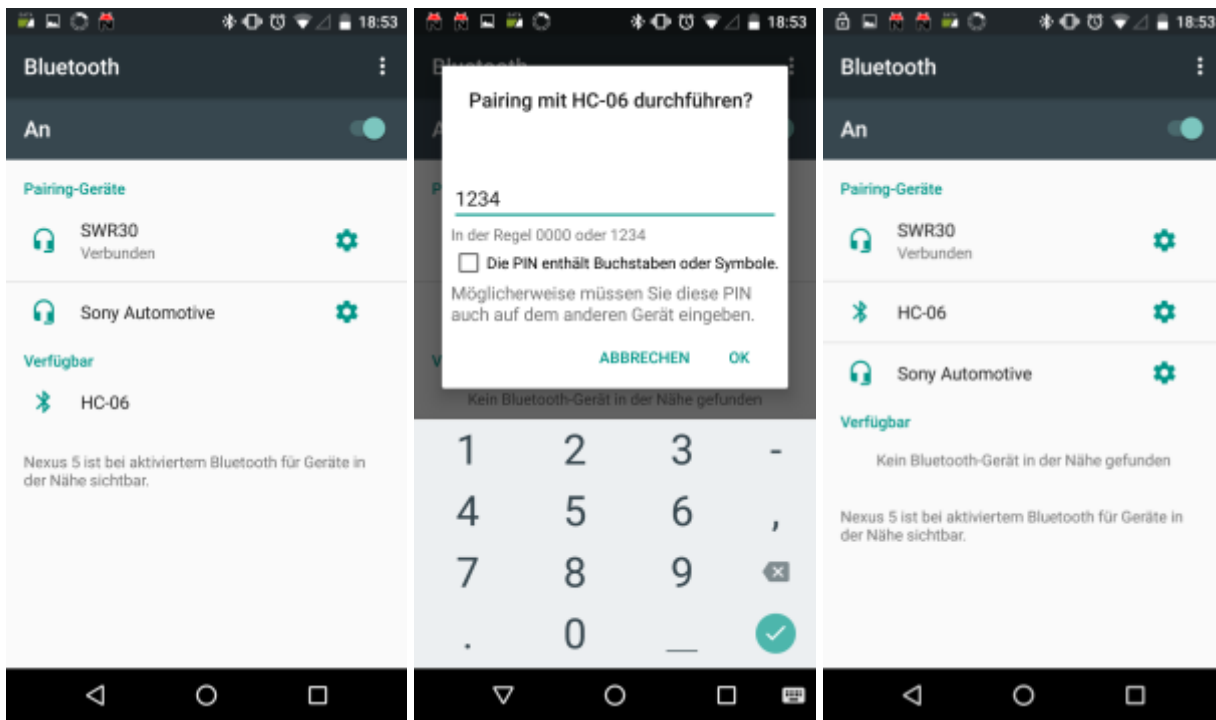 18:53
Bluetooth
An
Pairing-Geräte
SWR30
Verbunden
Sony Automotive
Verfügbar
HC-06
Nexus 5 ist bei aktiviertem Bluetooth für Geräte in
der Nähe sichtbar.
18:53
Bluetooth
Pairing mit HC-06 durchführen?
1234
In der Regel 0000 oder 1234
Die PIN enthält Buchstaben oder Symbole.
Möglicherweise müssen Sie diese PIN
auch auf dem anderen Gerät eingeben.
ABBRECHEN OK
Kein Bluetooth-Gerät in der Nähe gefunden
1 2 3 -
4 5 6 ,
7 8 9
. 0 _
18:53
Bluetooth
An
Pairing-Geräte
SWR30
Verbunden
HC-06
Sony Automotive
Verfügbar
Kein Bluetooth-Gerät in der Nähe gefunden
Nexus 5 ist bei aktiviertem Bluetooth für Geräte in
der Nähe sichtbar.